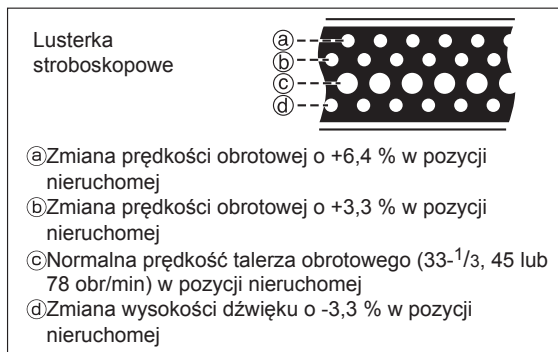 Lusterka
stroboskopowe
ⓐ
ⓑ
ⓒ
ⓓ
ⓐZmiana prędkości obrotowej o +6,4 % w pozycji
nieruchomej
ⓑZmiana prędkości obrotowej o +3,3 % w pozycji
nieruchomej
ⓒNormalna prędkość talerza obrotowego (33-1/3, 45 lub
78 obr/min) w pozycji nieruchomej
ⓓZmiana wysokości dźwięku o -3,3 % w pozycji
nieruchomej